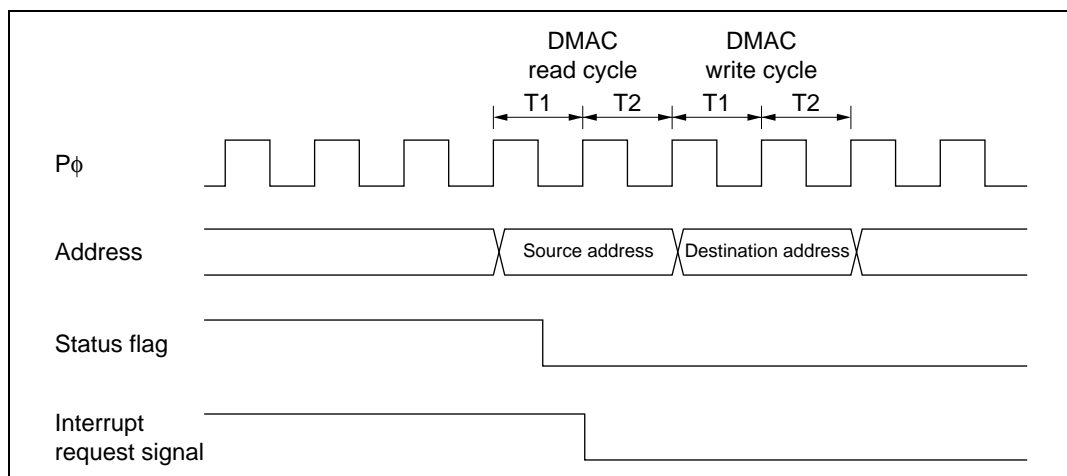 DMAC
read cycle
DMAC
write cycle
T1
T2
T1
T2
Pϕ
Address
Source address
Destination address
Status flag
Interrupt
request signal